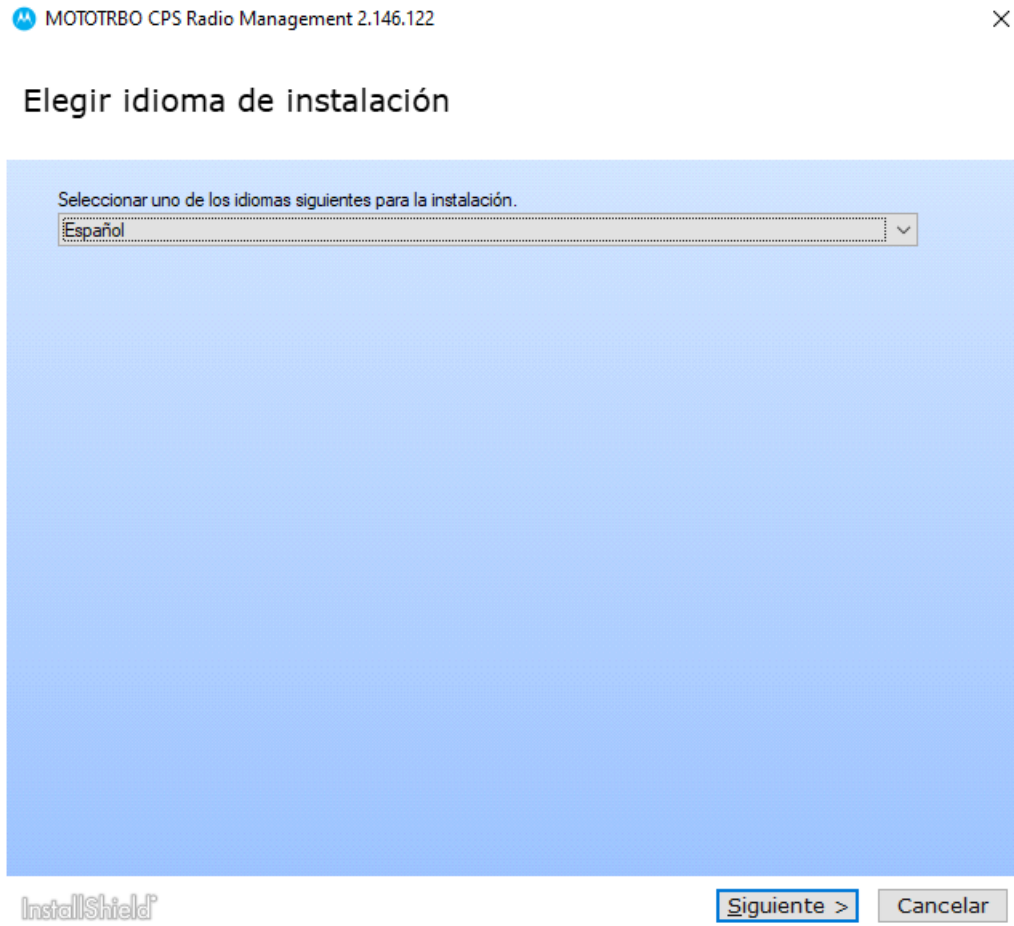 MOTOTRBO CPS Radio Management 2.146.122
Elegir idioma de instalación
Seleccionar uno de los idiomas siguientes para la instalación.
Español
InstallShield
Siguiente >
Cancelar